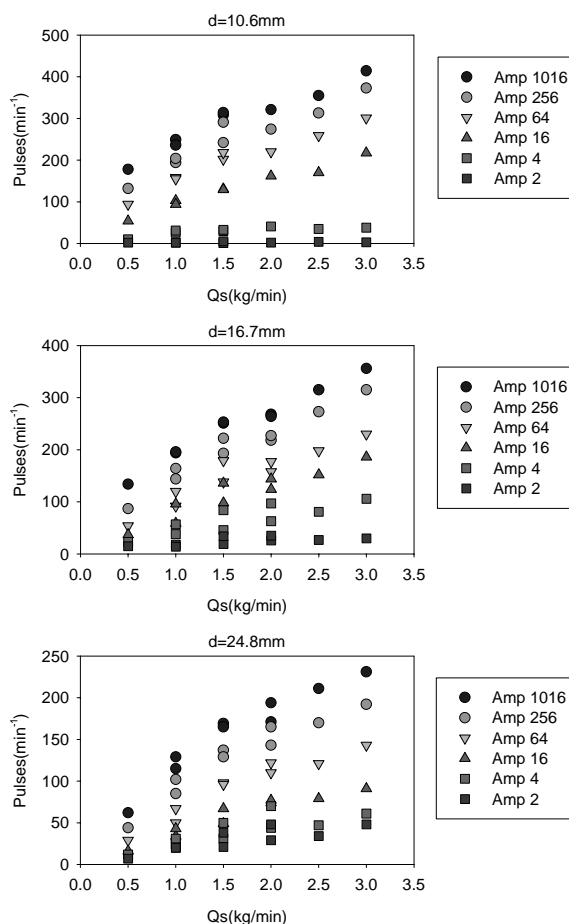 d=10.6mm
500
400
300
200
100
0
Pulses(min-1)
0.0 0.5 1.0 1.5 2.0 2.5 3.0 3.5
Qs(kg/min)
Amp 1016
Amp 256
Amp 64
Amp 16
Amp 4
Amp 2
d=16.7mm
400
300
200
100
0
Pulses(min-1)
0.0 0.5 1.0 1.5 2.0 2.5 3.0 3.5
Qs(kg/min)
Amp 1016
Amp 256
Amp 64
Amp 16
Amp 4
Amp 2
d=24.8mm
250
200
150
100
50
0
Pulses(min-1)
0.0 0.5 1.0 1.5 2.0 2.5 3.0 3.5
Qs(kg/min)
Amp 1016
Amp 256
Amp 64
Amp 16
Amp 4
Amp 2